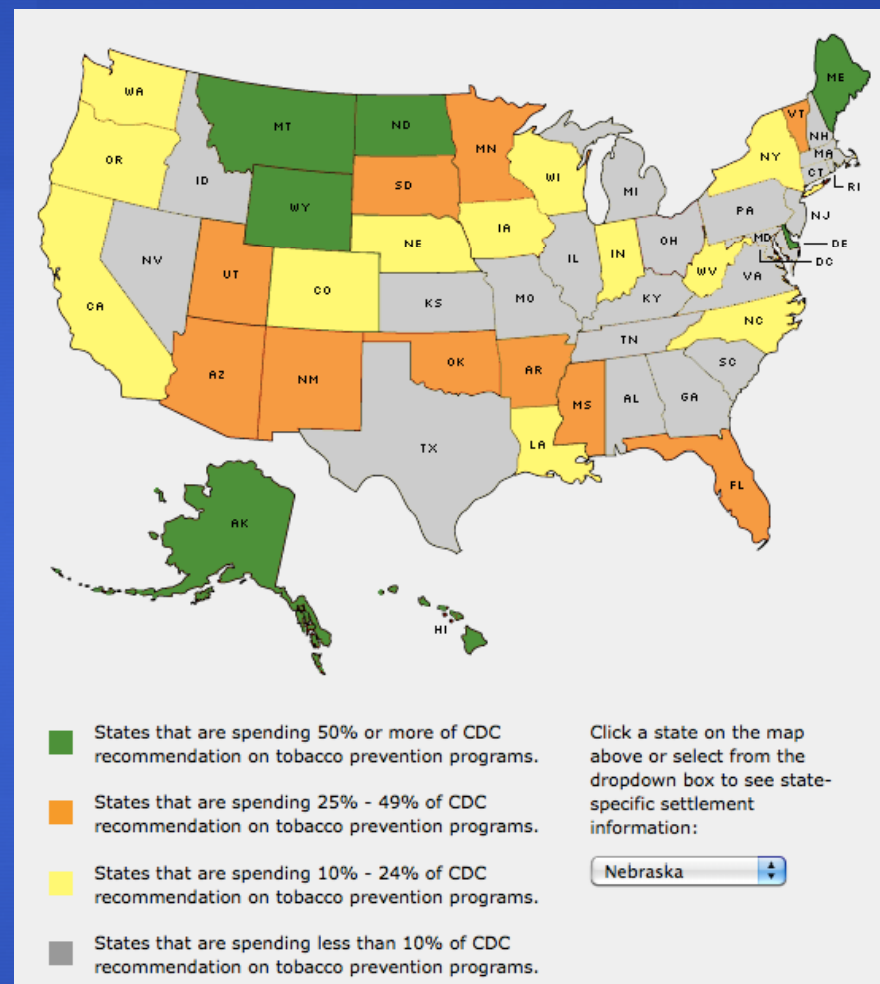 WA
MT
ND
ME
OR
ID
MN
VT
NH
SD
WI
NY
MA
WY
MI
CT
RI
IA
PA
NJ
NE
NV
UT
CO
IL
IN
OH
MD
DE
DC
WV
VA
CA
KS
MO
KY
NC
TN
AZ
NM
OK
AR
SC
MS
AL
GA
TX
LA
FL
AK
HI
States that are spending 50% or more of CDC
recommendation on tobacco prevention programs.
States that are spending 25% - 49% of CDC
recommendation on tobacco prevention programs.
States that are spending 10% - 24% of CDC
recommendation on tobacco prevention programs.
States that are spending less than 10% of CDC
recommendation on tobacco prevention programs.
Click a state on the map
above or select from the
dropdown box to see state-
specific settlement
information:
Nebraska